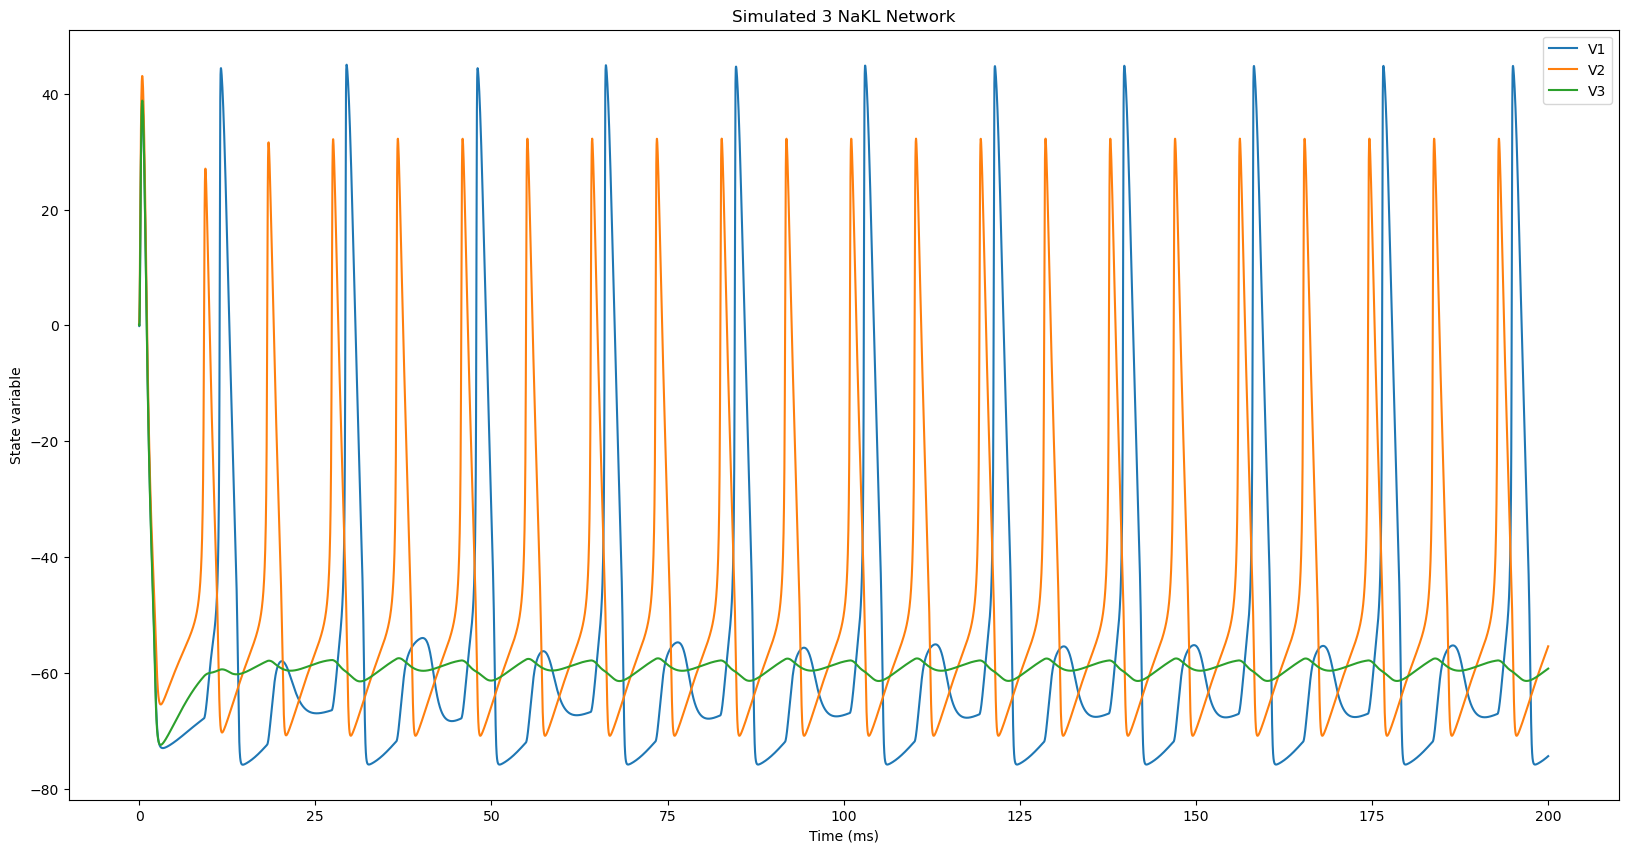 Simulated 3 NaKL Network
V1
V2
V3
State variable
40
20
0
−20
−40
−60
−80
0 25 50 75 100 125 150 175 200
Time (ms)